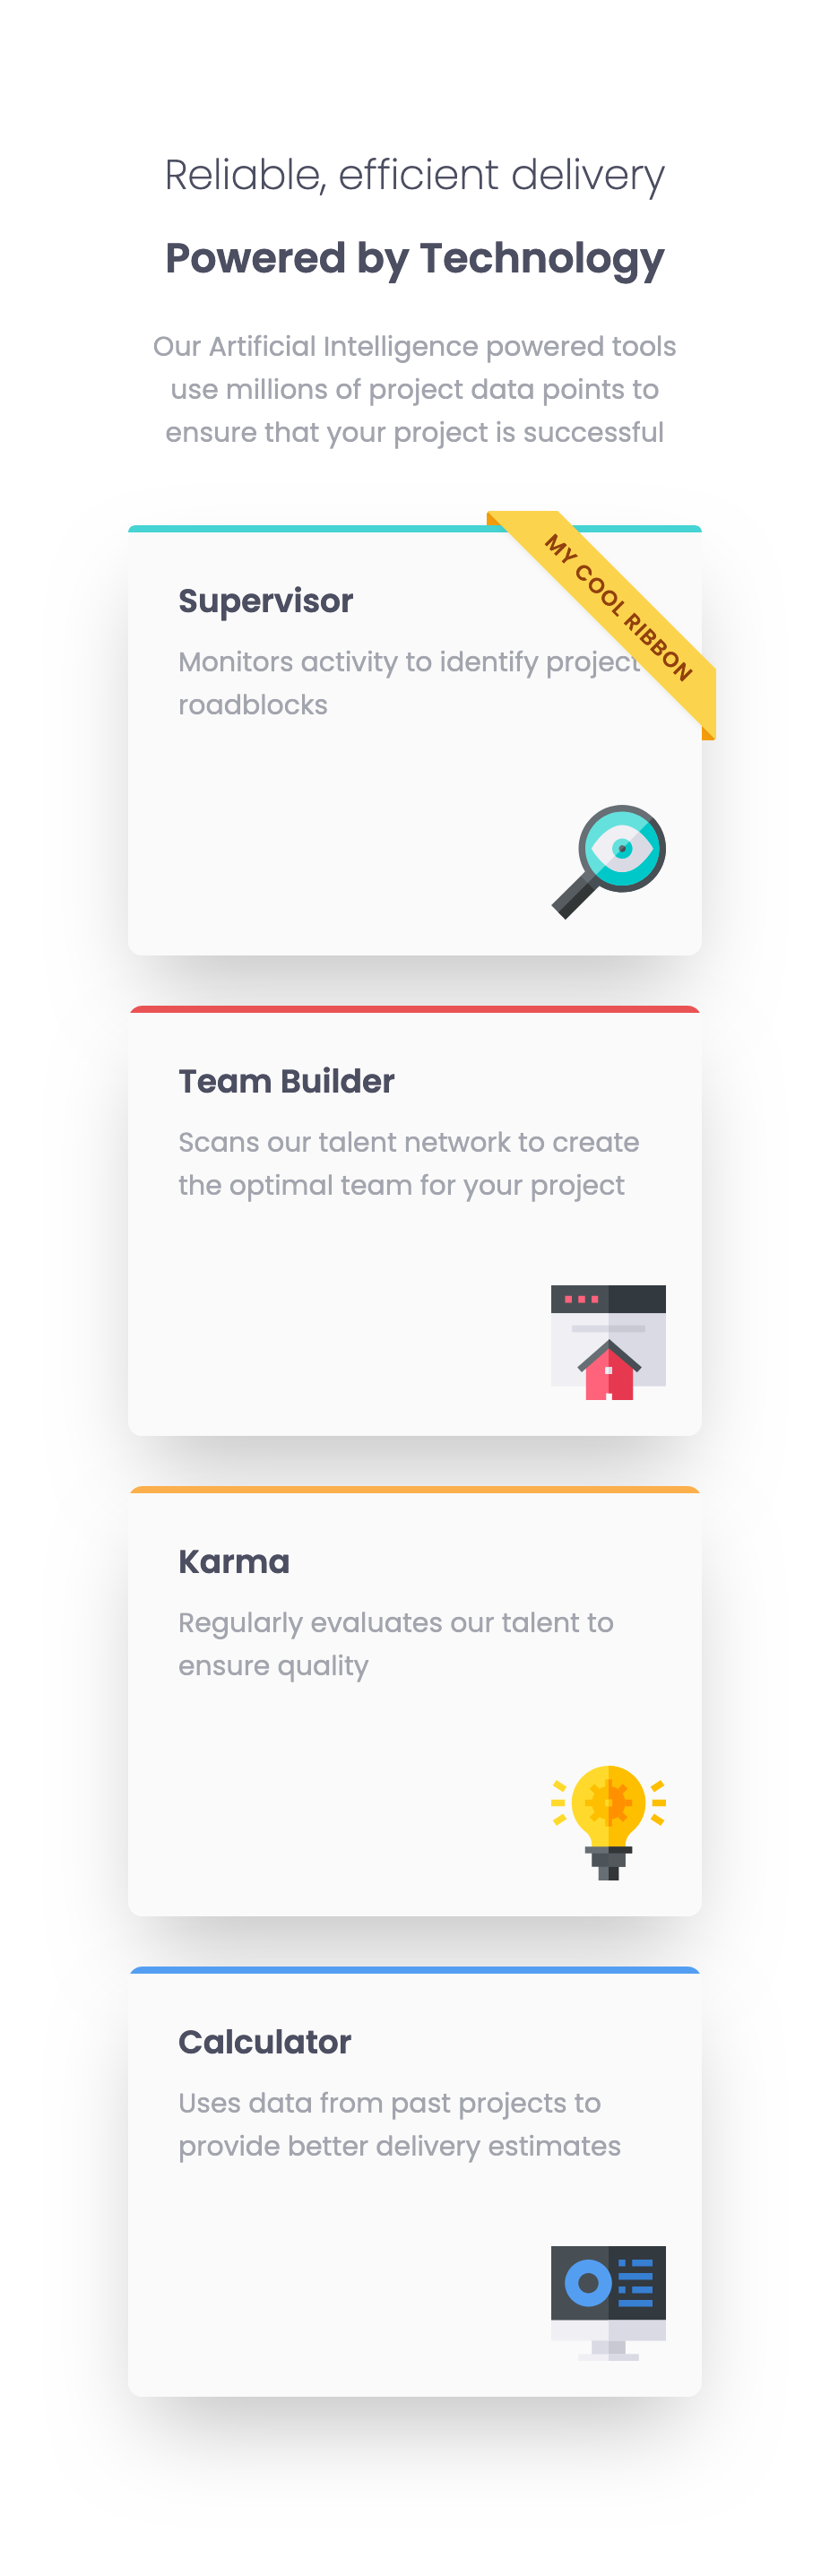 Reliable, efficient delivery
Powered by Technology
Our Artificial Intelligence powered tools
use millions of project data points to
ensure that your project is successful
MY COOL RIBBON
Supervisor
Monitors activity to identify project
roadblocks
Team Builder
Scans our talent network to create
the optimal team for your project
Karma
Regularly evaluates our talent to
ensure quality
Calculator
Uses data from past projects to
provide better delivery estimates